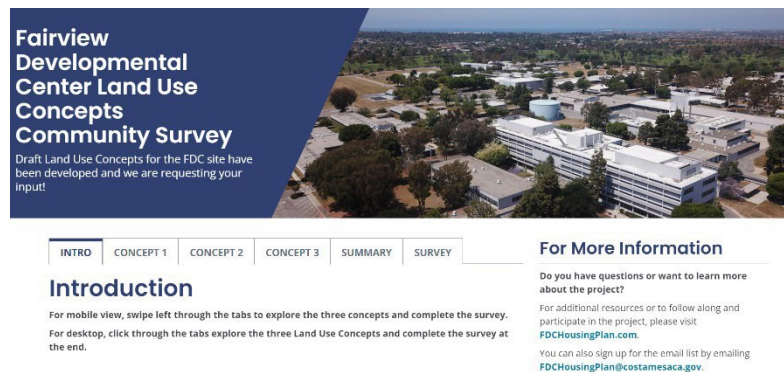 Fairview
Developmental
Center Land Use
Concepts
Community Survey
Draft Land Use Concepts for the FDC site have
been developed and we are requesting your
input!
INTRO
CONCEPT 1
CONCEPT 2
CONCEPT 3
SUMMARY
SURVEY
Introduction
For mobile view, swipe left through the tabs to explore the three concepts and complete the survey.
For desktop, click through the tabs explore the three Land Use Concepts and complete the survey at
the end.
For More Information
Do you have questions or want to learn more
about the project?
For additional resources or to follow along and
participate in the project, please visit
FDCHousingPlan.com.
You can also sign up for the email list by emailing
FDCHousingPlan@costamesaca.gov.